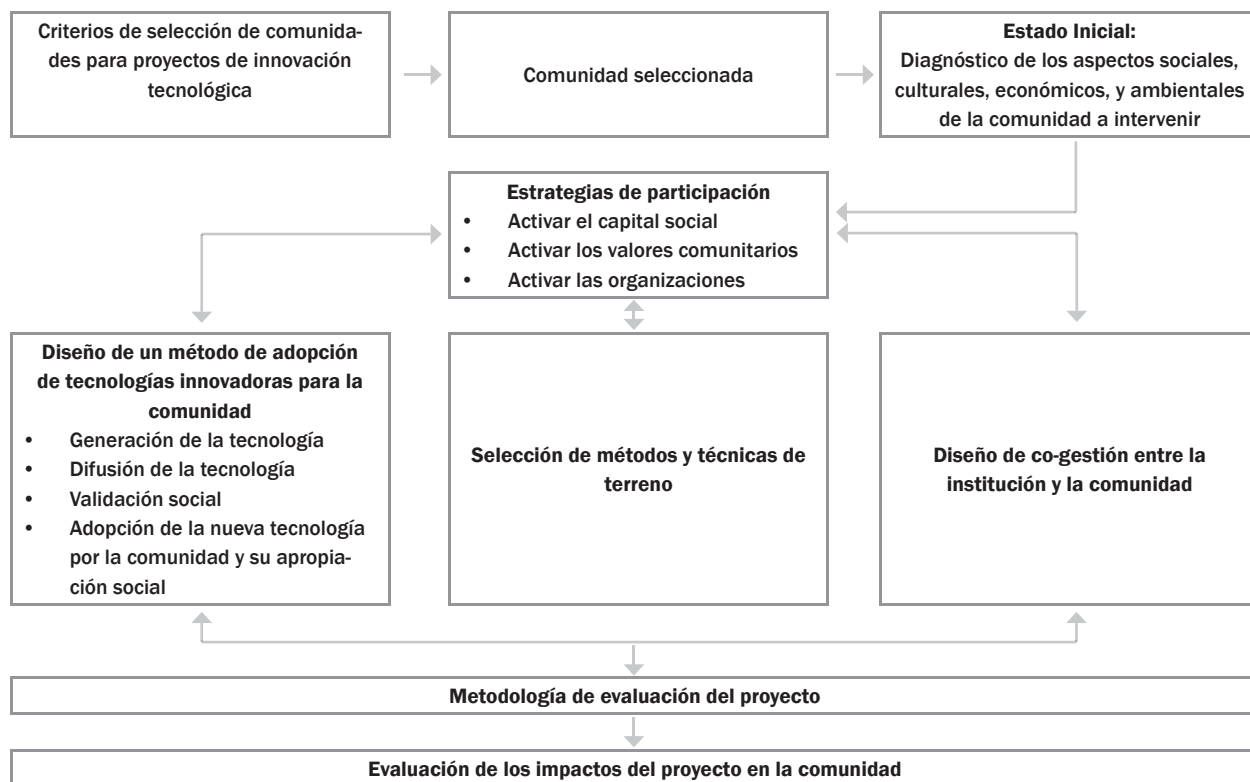 Criterios de selección de comunida-
des para proyectos de innovación
tecnológica
Comunidad seleccionada
Estado Inicial:
Diagnóstico de los aspectos sociales,
culturales, económicos, y ambientales
de la comunidad a intervenir
Estrategias de participación
• Activar el capital social
• Activar los valores comunitarios
• Activar las organizaciones
Diseño de un método de adopción
de tecnologías innovadoras para la
comunidad
• Generación de la tecnología
• Difusión de la tecnología
• Validación social
• Adopción de la nueva tecnología
por la comunidad y su apropia-
ción social
Selección de métodos y técnicas de
terreno
Diseño de co-gestión entre la
institución y la comunidad
Metodología de evaluación del proyecto
Evaluación de los impactos del proyecto en la comunidad